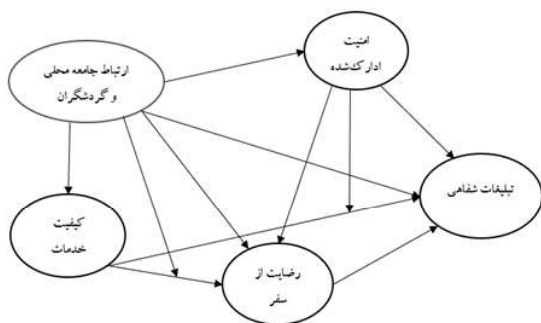 امنیت
ادارک‌شده
ارتباط جامعه محلی
و گردشگران
تبلیغات شفاهی
کیفیت
خدمات
رضایت از
سفر